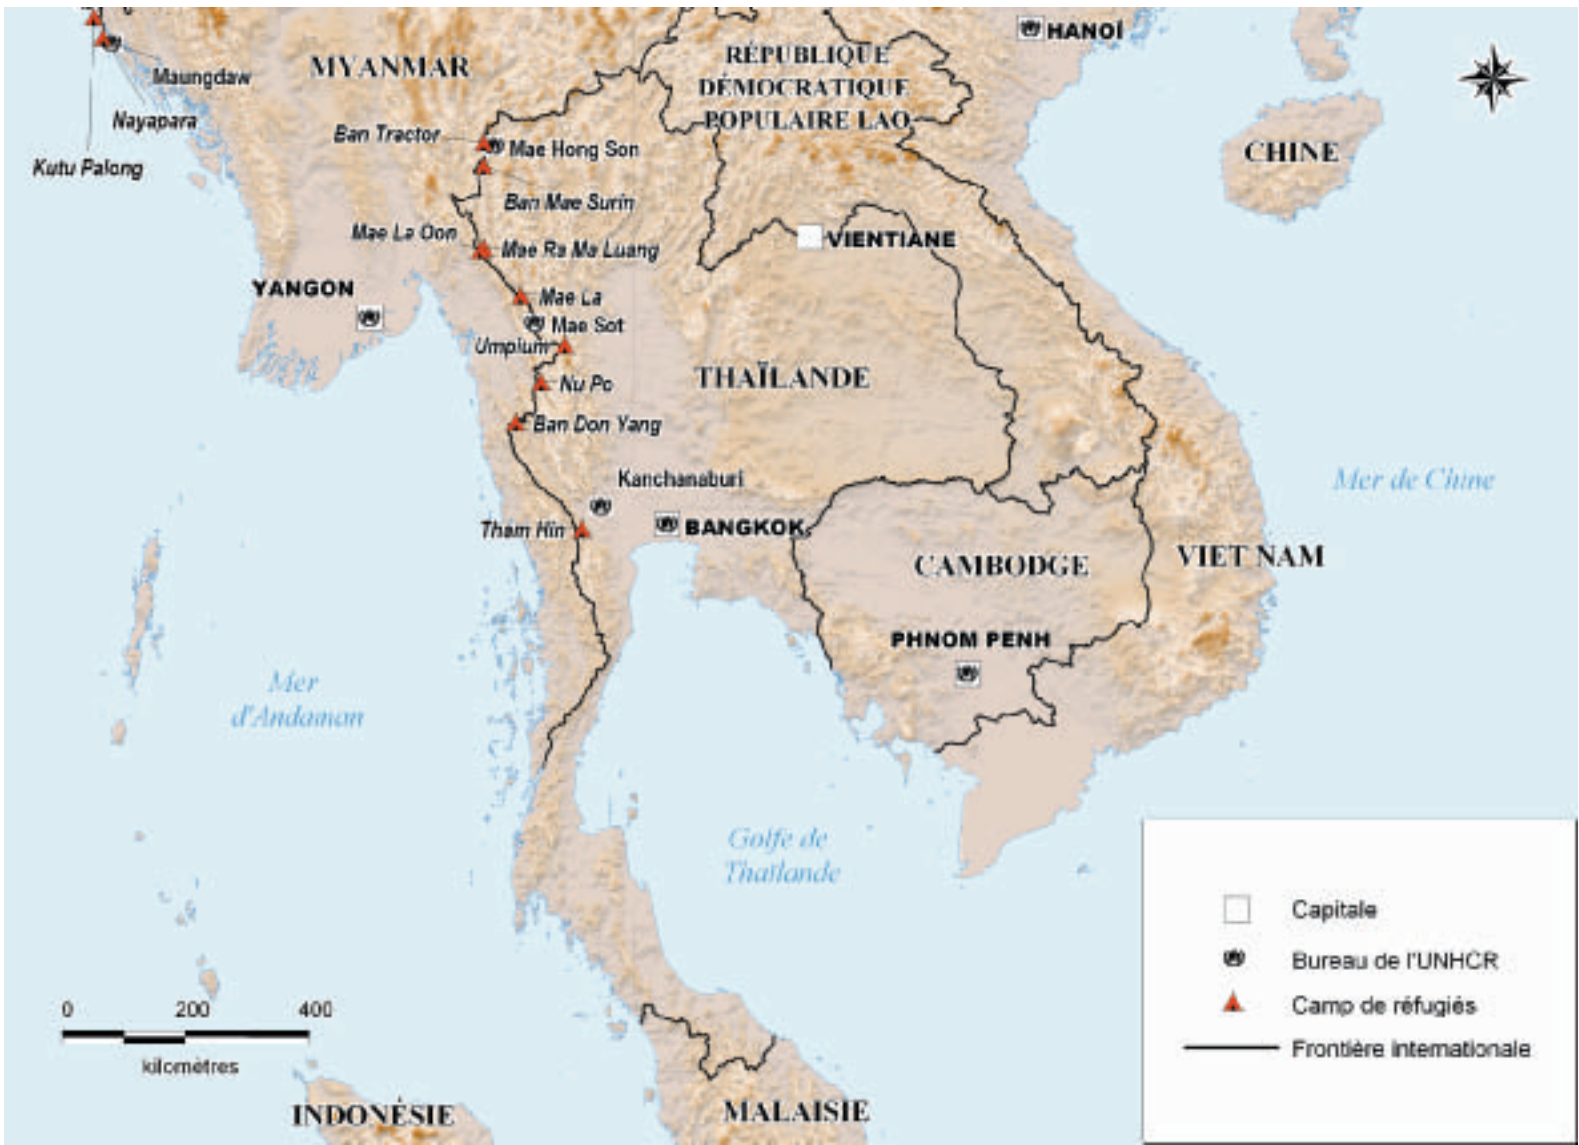 HANOÏ
MYANMAR
Maungdaw
Nayapara
Kutu Palong
RÉPUBLIQUE
DÉMOCRATIQUE
POPULAIRE LAO
CHINE
Ban Tractor
Mae Hong Son
Ban Mae Surin
Mae La Oon
Mae Ra Ma Luang
VIENTIANE
YANGON
Mae La
Mae Sot
Umpium
THAÏLANDE
Nu Po
Ban Don Yang
Kanchanaburi
Mer de Chine
Tham Hin
BANGKOK
CAMBODGE
VIET NAM
PHNOM PENH
Mer
d'Andaman
Golfe de
Thaïlande
Capitale
Bureau de l'UNHCR
Camp de réfugiés
Frontière internationale
0 200 400
kilomètres
INDONÉSIE
MALAISIE